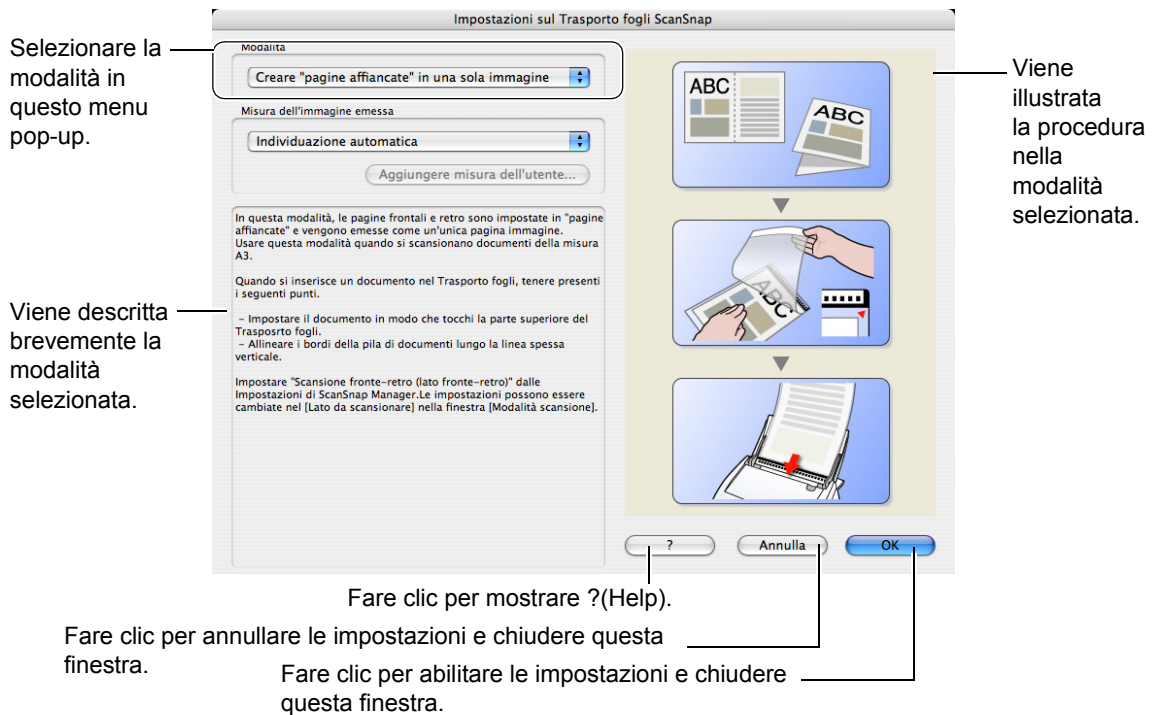 Impostazioni sul Trasporto fogli ScanSnap
Selezionare la
modalità in
questo menu
pop-up.
Modalità
Creare "pagine affiancate" in una sola immagine
Misura dell'immagine emessa
Individuazione automatica
Aggiungere misura dell'utente...
In questa modalità, le pagine frontali e retro sono impostate in "pagine
affiancate" e vengono emesse come un'unica pagina immagine.
Usare questa modalità quando si scansionano documenti della misura
A3.
Quando si inserisce un documento nel Trasporto fogli, tenere presenti
i seguenti punti.
– Impostare il documento in modo che tocchi la parte superiore del
Trasposrto fogli.
– Allineare i bordi della pila di documenti lungo la linea spessa
verticale.
Impostare "Scansione fronte-retro (lato fronte-retro)" dalle
Impostazioni di ScanSnap Manager.Le impostazioni possono essere
cambiate nel [Lato da scansionare] nella finestra [Modalità scansione].
Viene descritta
brevemente la
modalità
selezionata.
ABC
ABC
ABC
Viene
illustrata
la procedura
nella
modalità
selezionata.
?
Annulla
OK
Fare clic per mostrare ?(Help).
Fare clic per annullare le impostazioni e chiudere questa
finestra.
Fare clic per abilitare le impostazioni e chiudere
questa finestra.